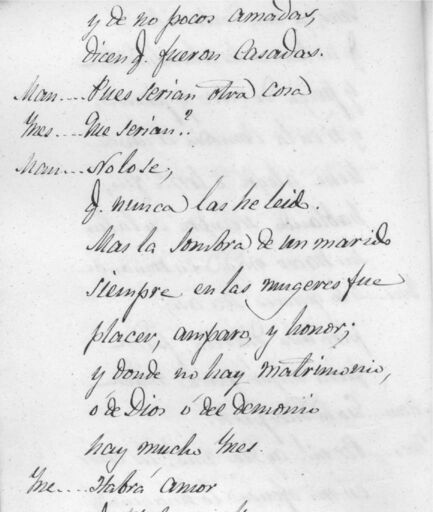 y de no pocos amadas,
dicen q. fueron Casadas.
Man.... Pues serian otra cosa
Ynes.... Que serian?
Man.... No lo se;
q. nunca las he leido.
Mas la sombra de un marido
siempre en las mugeres fue
placer, amparo, y honor;
y donde no hay matrimonio,
ó de Dios ó del demonio
hay mucho Ynes.
Yne.... Habrá amor